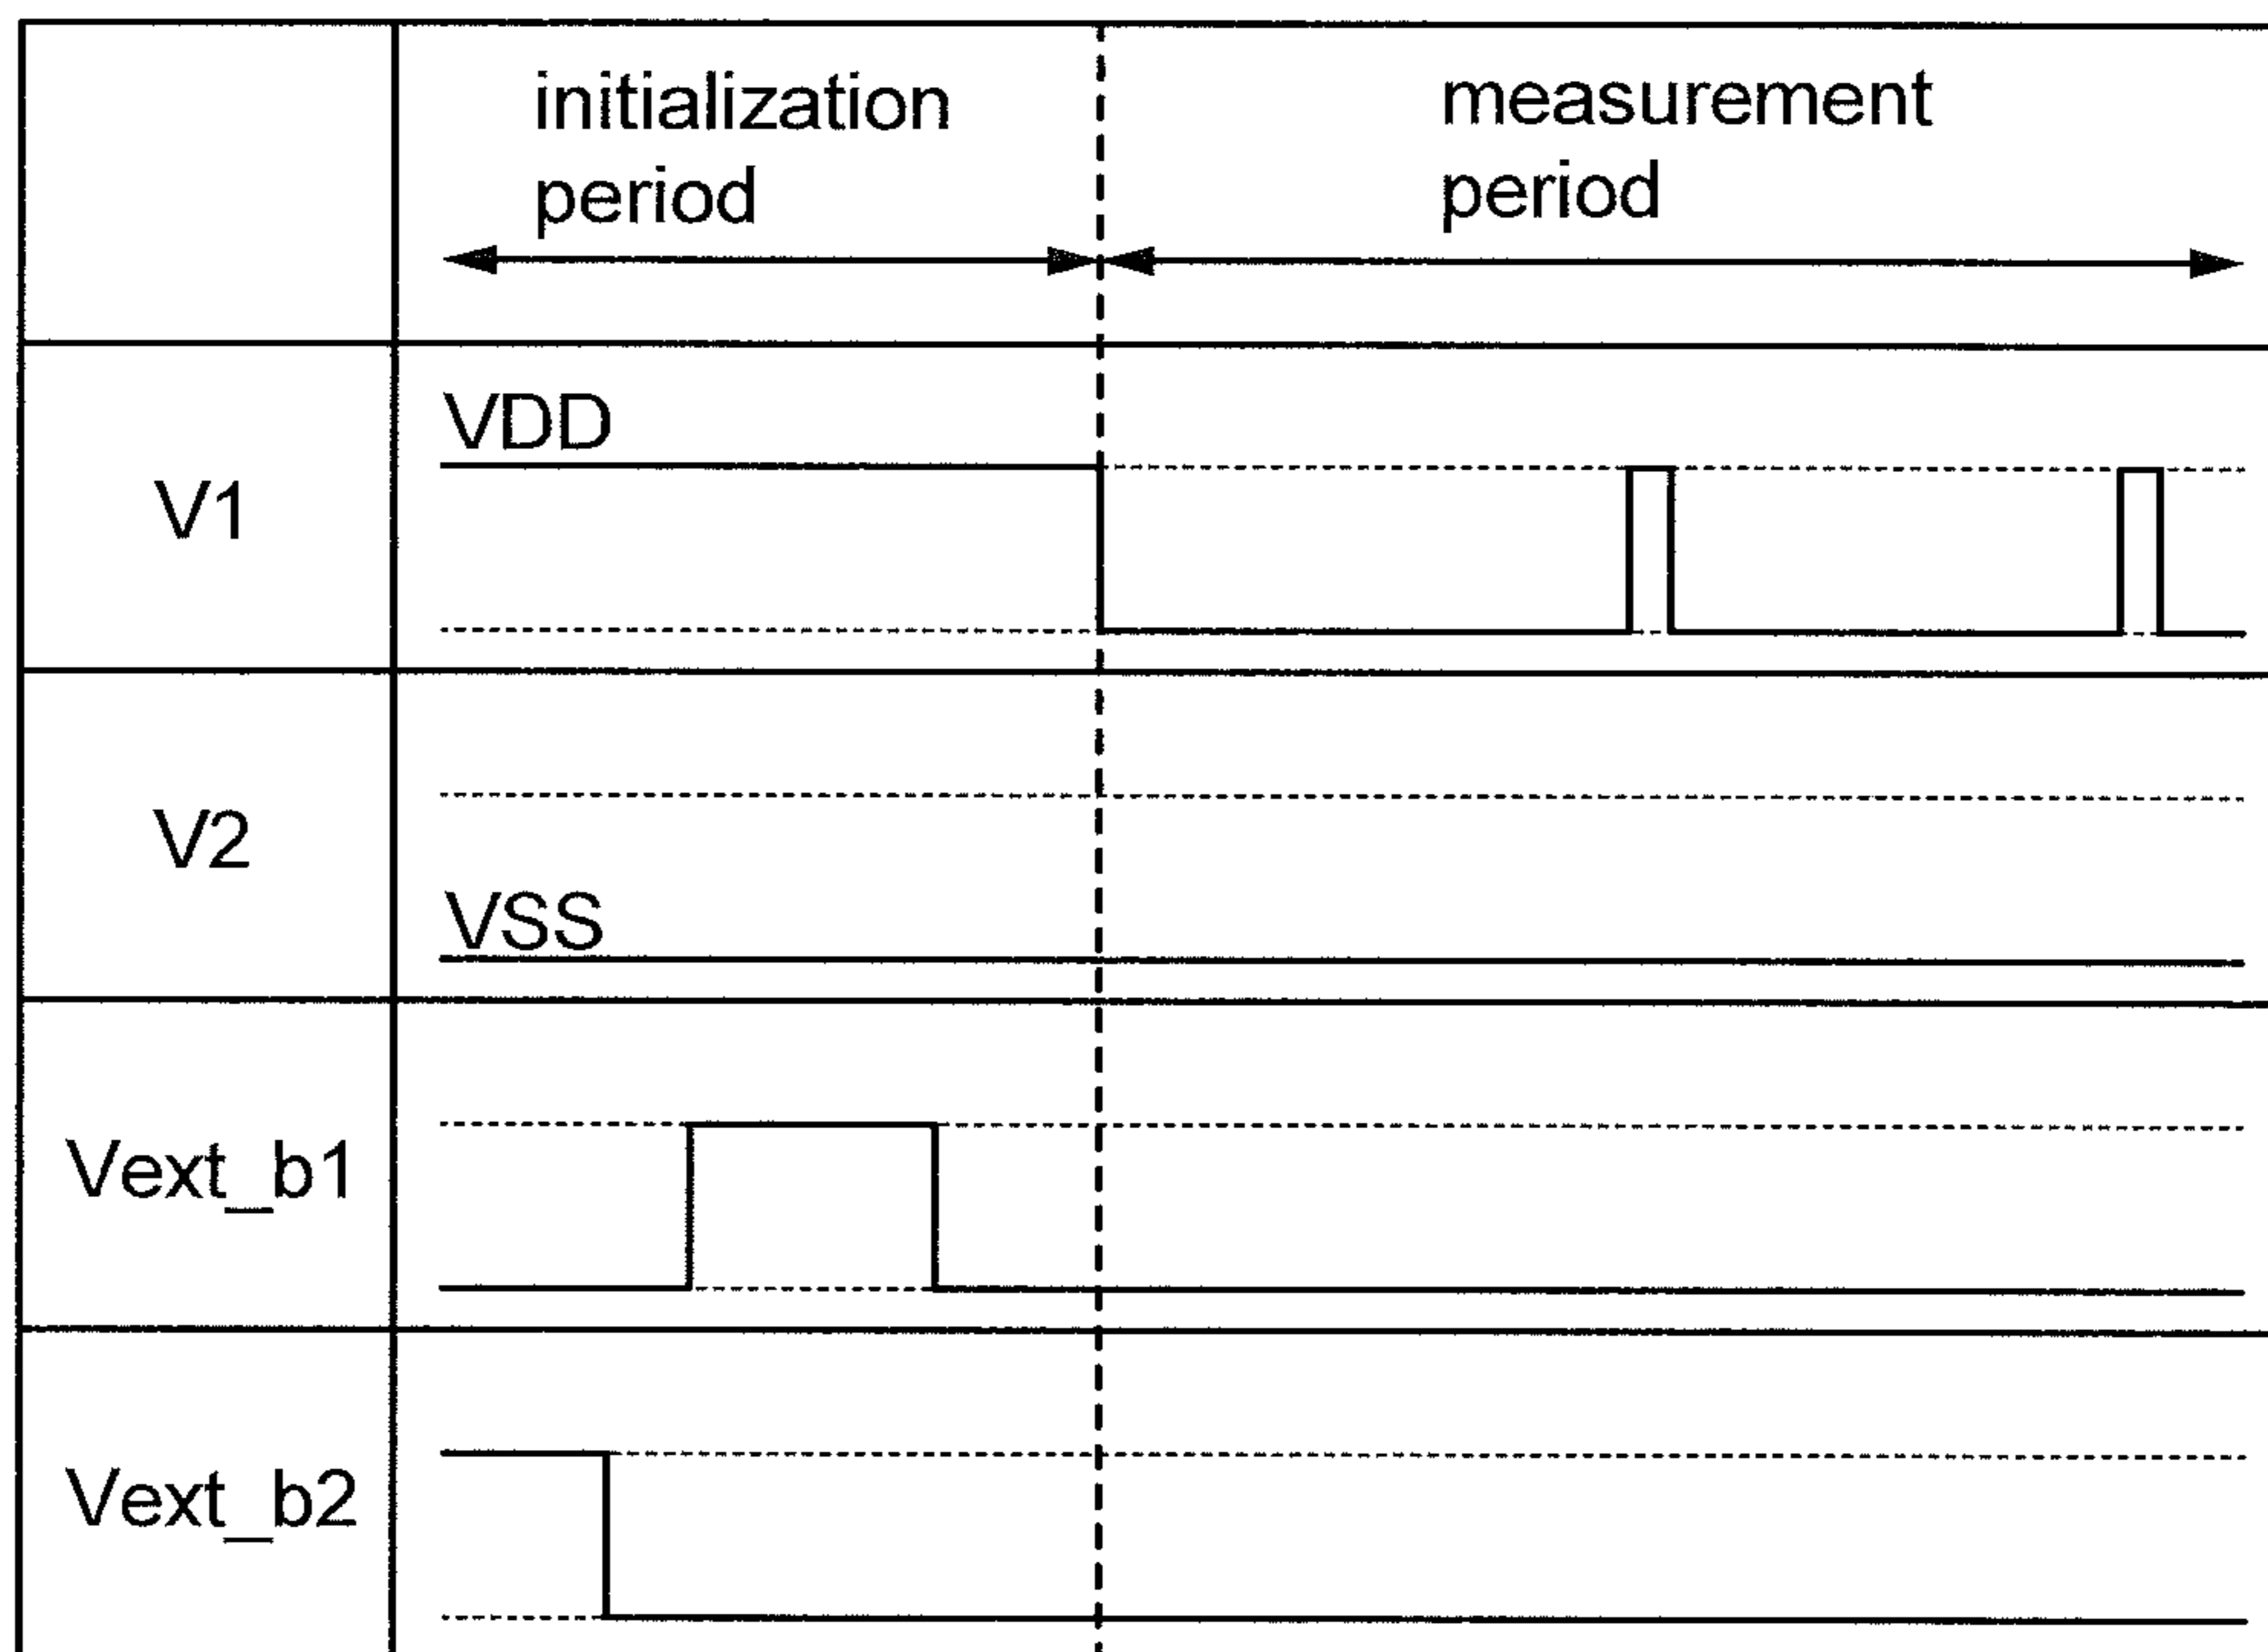 initialization
period
measurement
period
V1
VDD
V2
VSS
Vext_b1
Vext_b2